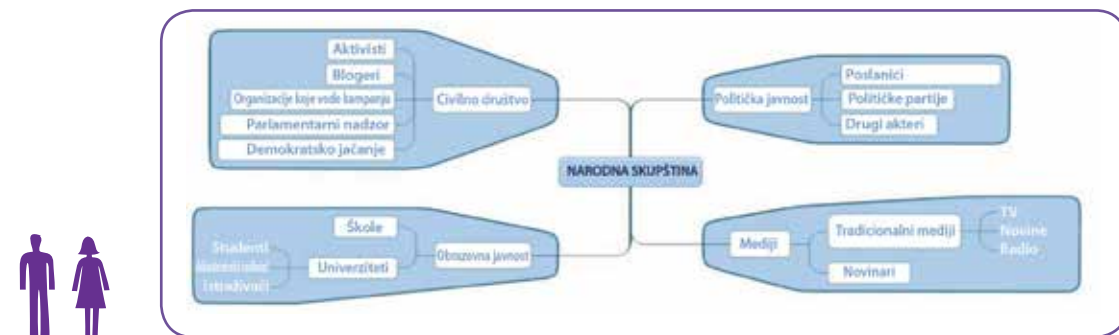 Aktivisti
Blogeri
Organizacije koje vode kampanju
Parlamentarni nadzor
Demokratsko jačanje
Civilno društvo
Politička javnost
Poslanici
Političke partije
Drugi akteri
NARODNA SKUPŠTINA
Škole
Studenti
Istraživači
Univerziteti
Obrazovna javnost
Mediji
Tradicionalni mediji
TV
Novine
Radio
Novinari